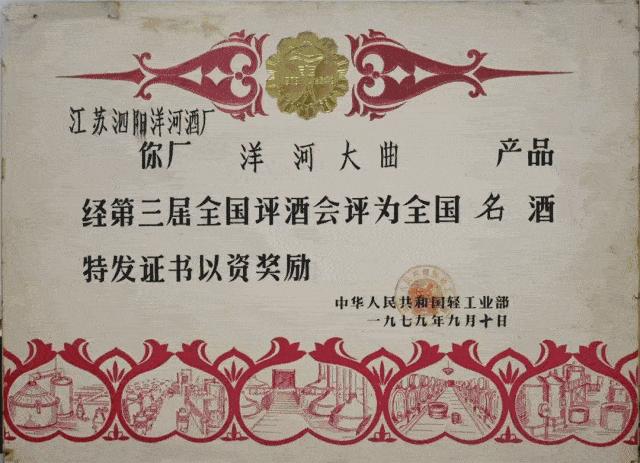 江苏泗阳洋河酒厂
你厂 洋河大曲 产品
经第三届全国评酒会评为全国名酒
特发证书以资奖励
中华人民共和国轻工业部
一九七九年九月十日